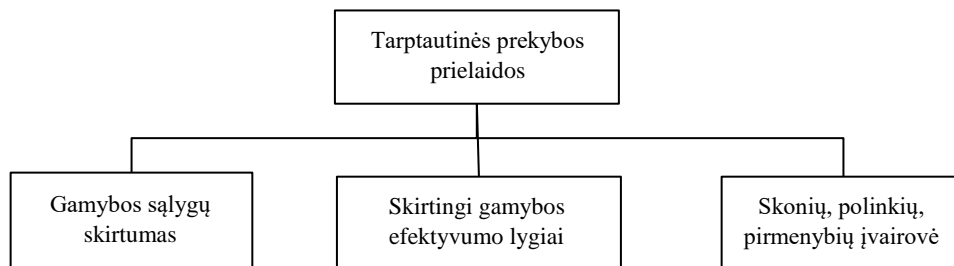 Tarptautinės prekybos
prielaidos
Gamybos sąlygų
skirtumas
Skirtingi gamybos
efektyvumo lygiai
Skonių, polinkių,
pirmenybių įvairovė